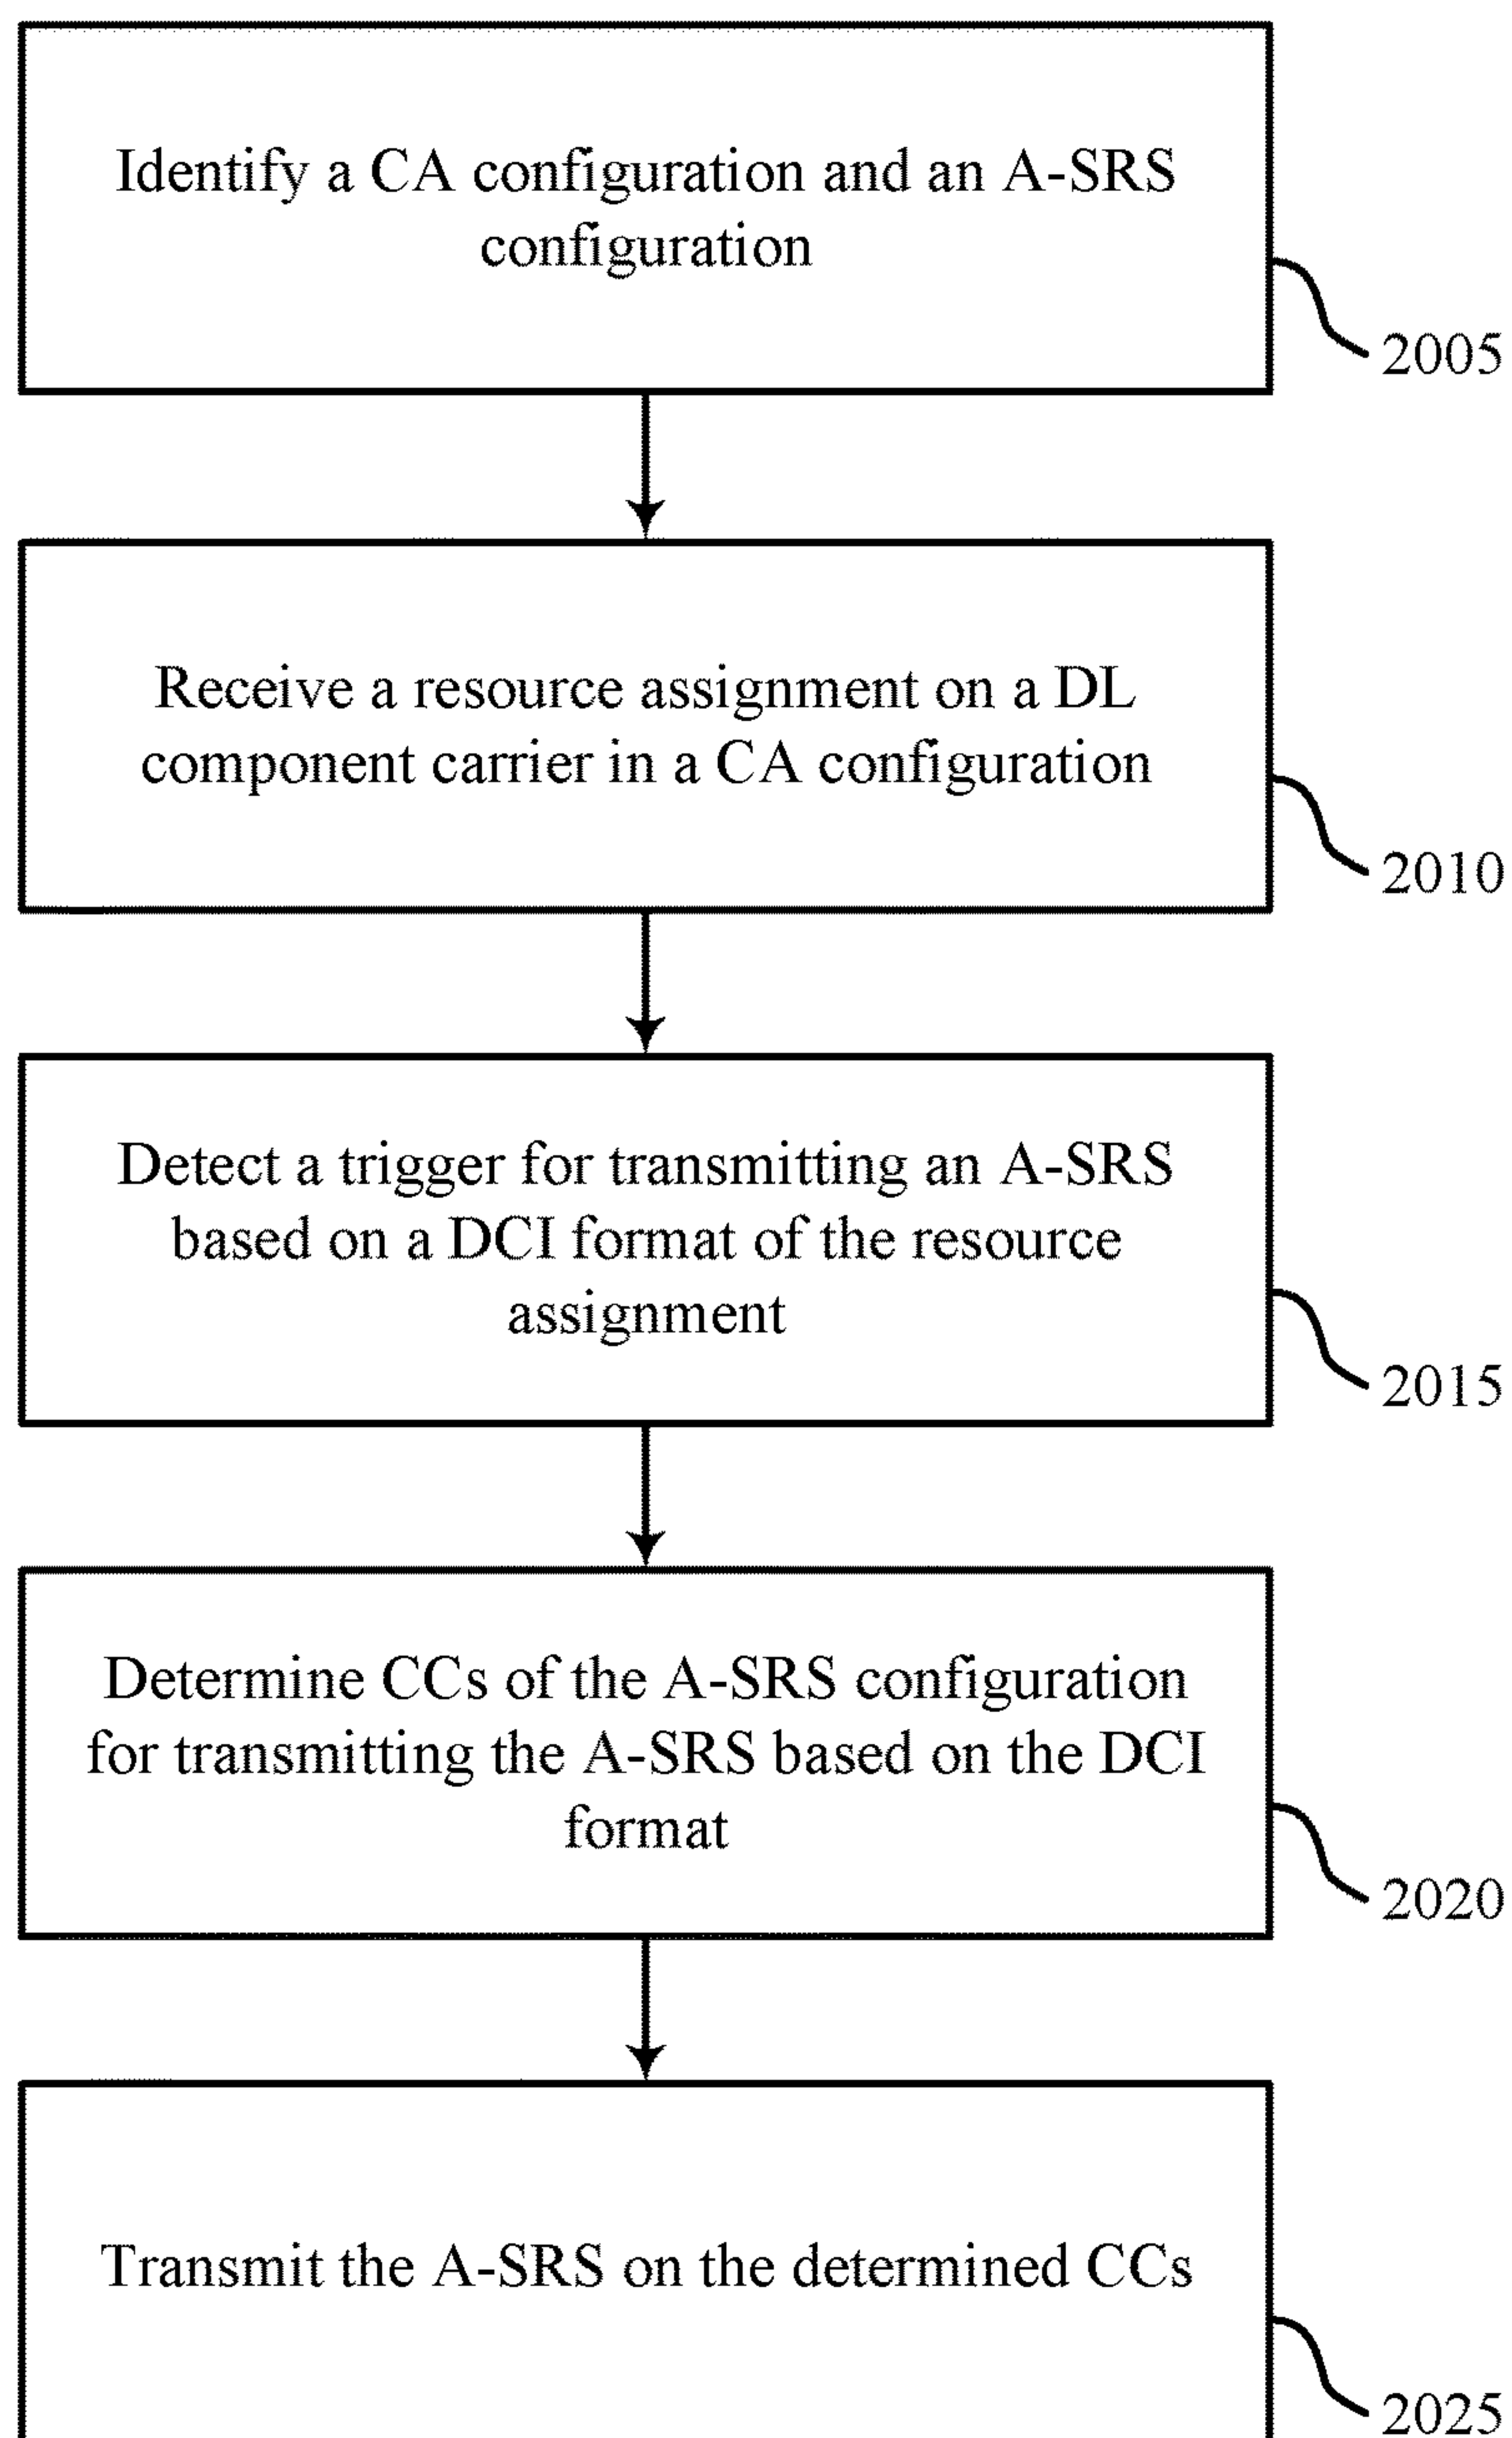 Identify a CA configuration and an A-SRS
configuration
2005
Receive a resource assignment on a DL
component carrier in a CA configuration
2010
Detect a trigger for transmitting an A-SRS
based on a DCI format of the resource
assignment
2015
Determine CCs of the A-SRS configuration
for transmitting the A-SRS based on the DCI
format
2020
Transmit the A-SRS on the determined CCs
2025